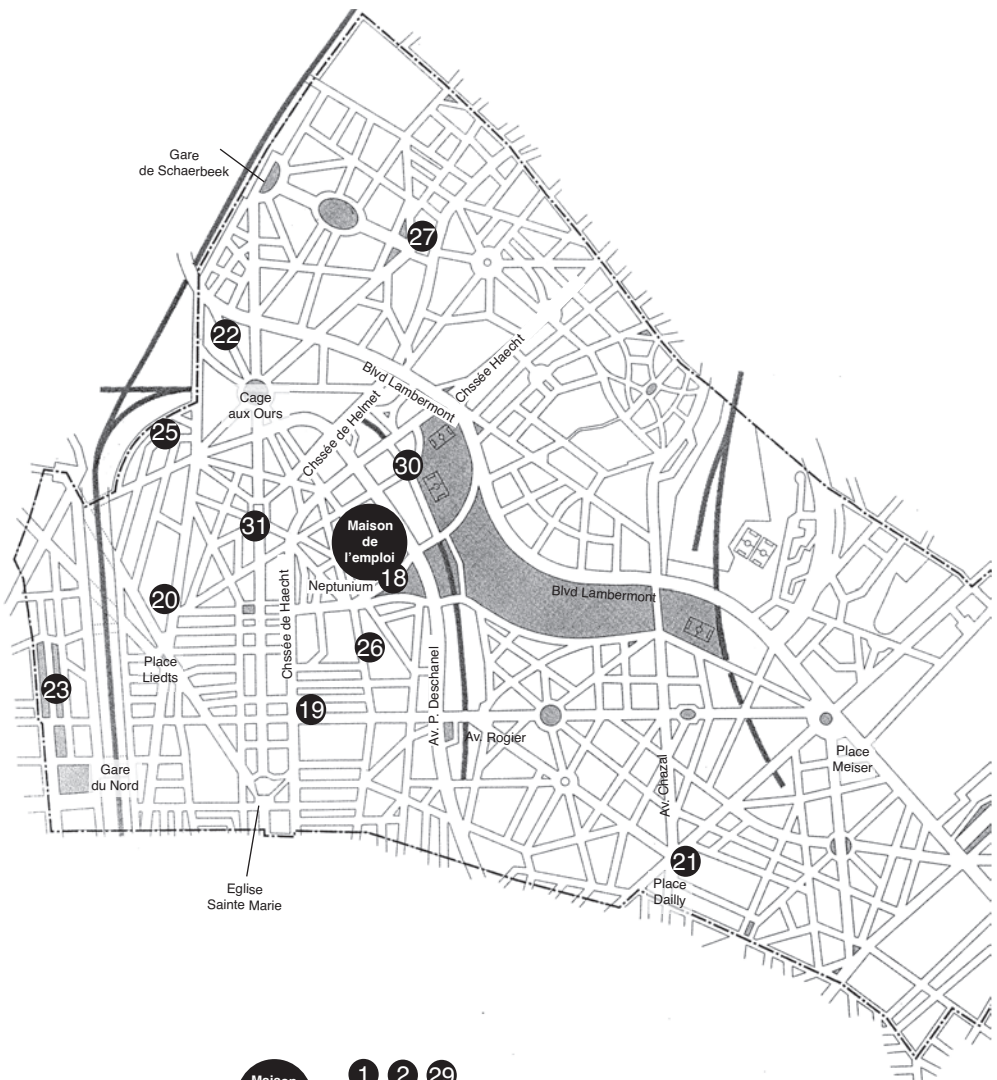 Gare
de Schaerbeek
27
22
Blvd Lambermont
Chssée Haecht
Cage
aux Ours
Chssée de Helmet
25
30
31
Maison
de
l'emploi
18
Neptunium
Chssée de Haecht
Blvd Lambermont
20
26
Place
Liedts
23
19
Av. P. Deschanel
Av. Rogier
Place
Meiser
Gare
du Nord
Av. Chazal
21
Place
Dailly
Eglise
Sainte Marie
Maison
1 2 29